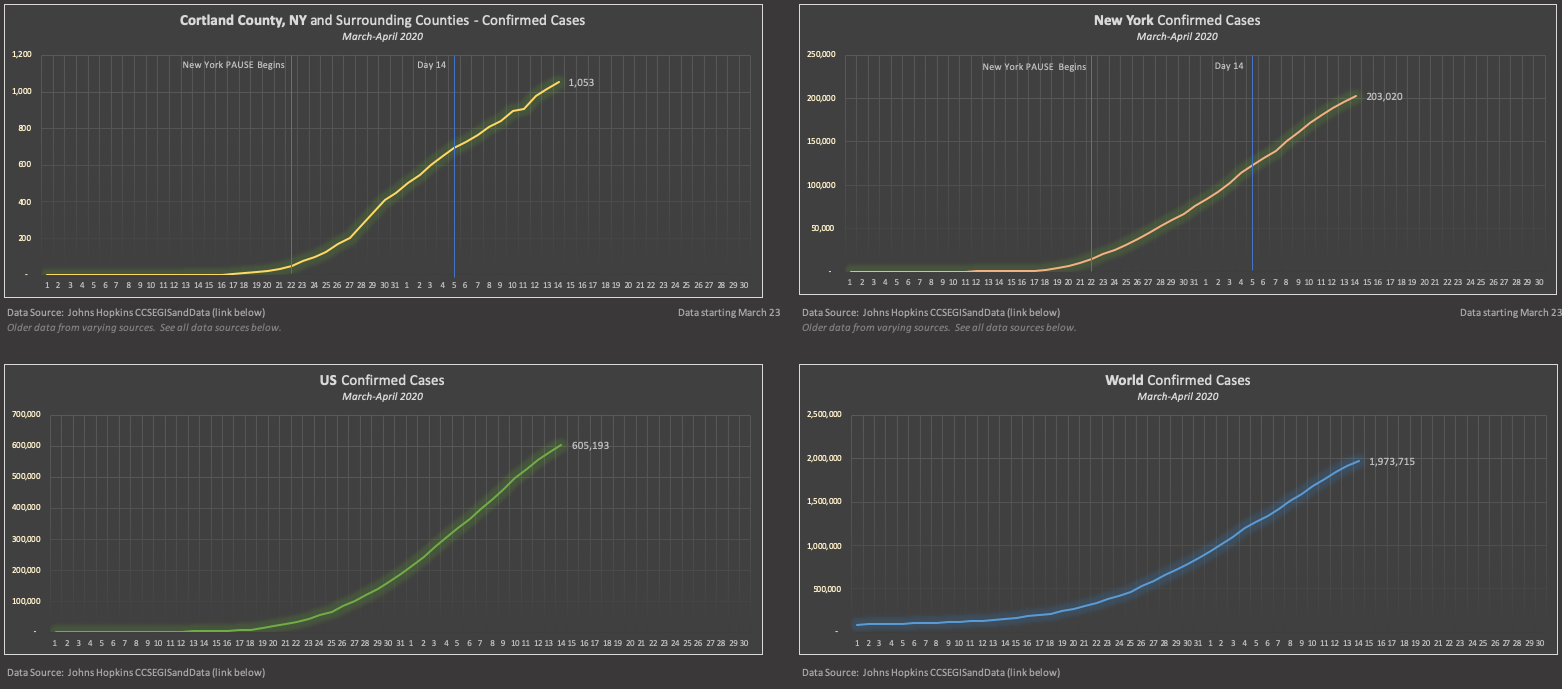 Cortland County, NY and Surrounding Counties - Confirmed Cases
March-April 2020
1,200
1,000
800
600
400
200
-
New York PAUSE Begins
Day 14
1,053
1 2 3 4 5 6 7 8 9 10 11 12 13 14 15 16 17 18 19 20 21 22 23 24 25 26 27 28 29 30 31 1 2 3 4 5 6 7 8 9 10 11 12 13 14 15 16 17 18 19 20 21 22 23 24 25 26 27 28 29 30
Data Source: Johns Hopkins CCSEGISandData (link below)
Data starting March 23
Older data from varying sources. See all data sources below.
New York Confirmed Cases
March-April 2020
250,000
200,000
150,000
100,000
50,000
-
New York PAUSE Begins
Day 14
203,020
1 2 3 4 5 6 7 8 9 10 11 12 13 14 15 16 17 18 19 20 21 22 23 24 25 26 27 28 29 30 31 1 2 3 4 5 6 7 8 9 10 11 12 13 14 15 16 17 18 19 20 21 22 23 24 25 26 27 28 29 30
Data Source: Johns Hopkins CCSEGISandData (link below)
Data starting March 23
Older data from varying sources. See all data sources below.
US Confirmed Cases
March-April 2020
700,000
600,000
500,000
400,000
300,000
200,000
100,000
-
605,193
1 2 3 4 5 6 7 8 9 10 11 12 13 14 15 16 17 18 19 20 21 22 23 24 25 26 27 28 29 30 31 1 2 3 4 5 6 7 8 9 10 11 12 13 14 15 16 17 18 19 20 21 22 23 24 25 26 27 28 29 30
Data Source: Johns Hopkins CCSEGISandData (link below)
World Confirmed Cases
March-April 2020
2,500,000
2,000,000
1,500,000
1,000,000
500,000
-
1,973,715
1 2 3 4 5 6 7 8 9 10 11 12 13 14 15 16 17 18 19 20 21 22 23 24 25 26 27 28 29 30 31 1 2 3 4 5 6 7 8 9 10 11 12 13 14 15 16 17 18 19 20 21 22 23 24 25 26 27 28 29 30
Data Source: Johns Hopkins CCSEGISandData (link below)